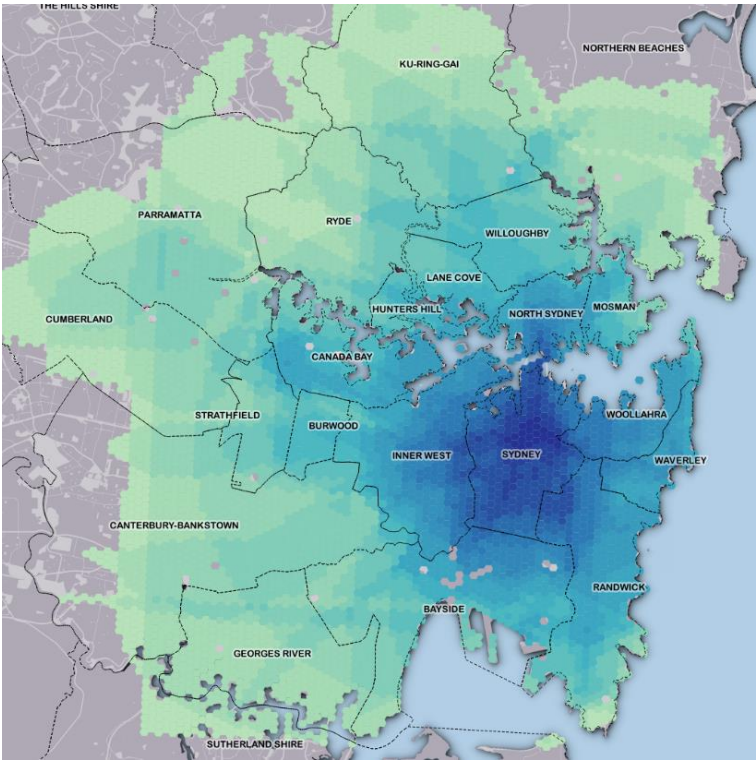 THE HILLS SHIRE
NORTHERN BEACHES
KU-RING-GAI
PARRAMATTA
RYDE
WILLOUGHBY
LANE COVE
HUNTERS HILL
NORTH SYDNEY
MOSMAN
CUMBERLAND
CANADA BAY
STRATHFIELD
BURWOOD
WOOLLAHRA
INNER WEST
SYDNEY
WAVERLEY
CANTERBURY-BANKSTOWN
RANDWICK
BAYSIDE
GEORGES RIVER
SUTHERLAND SHIRE